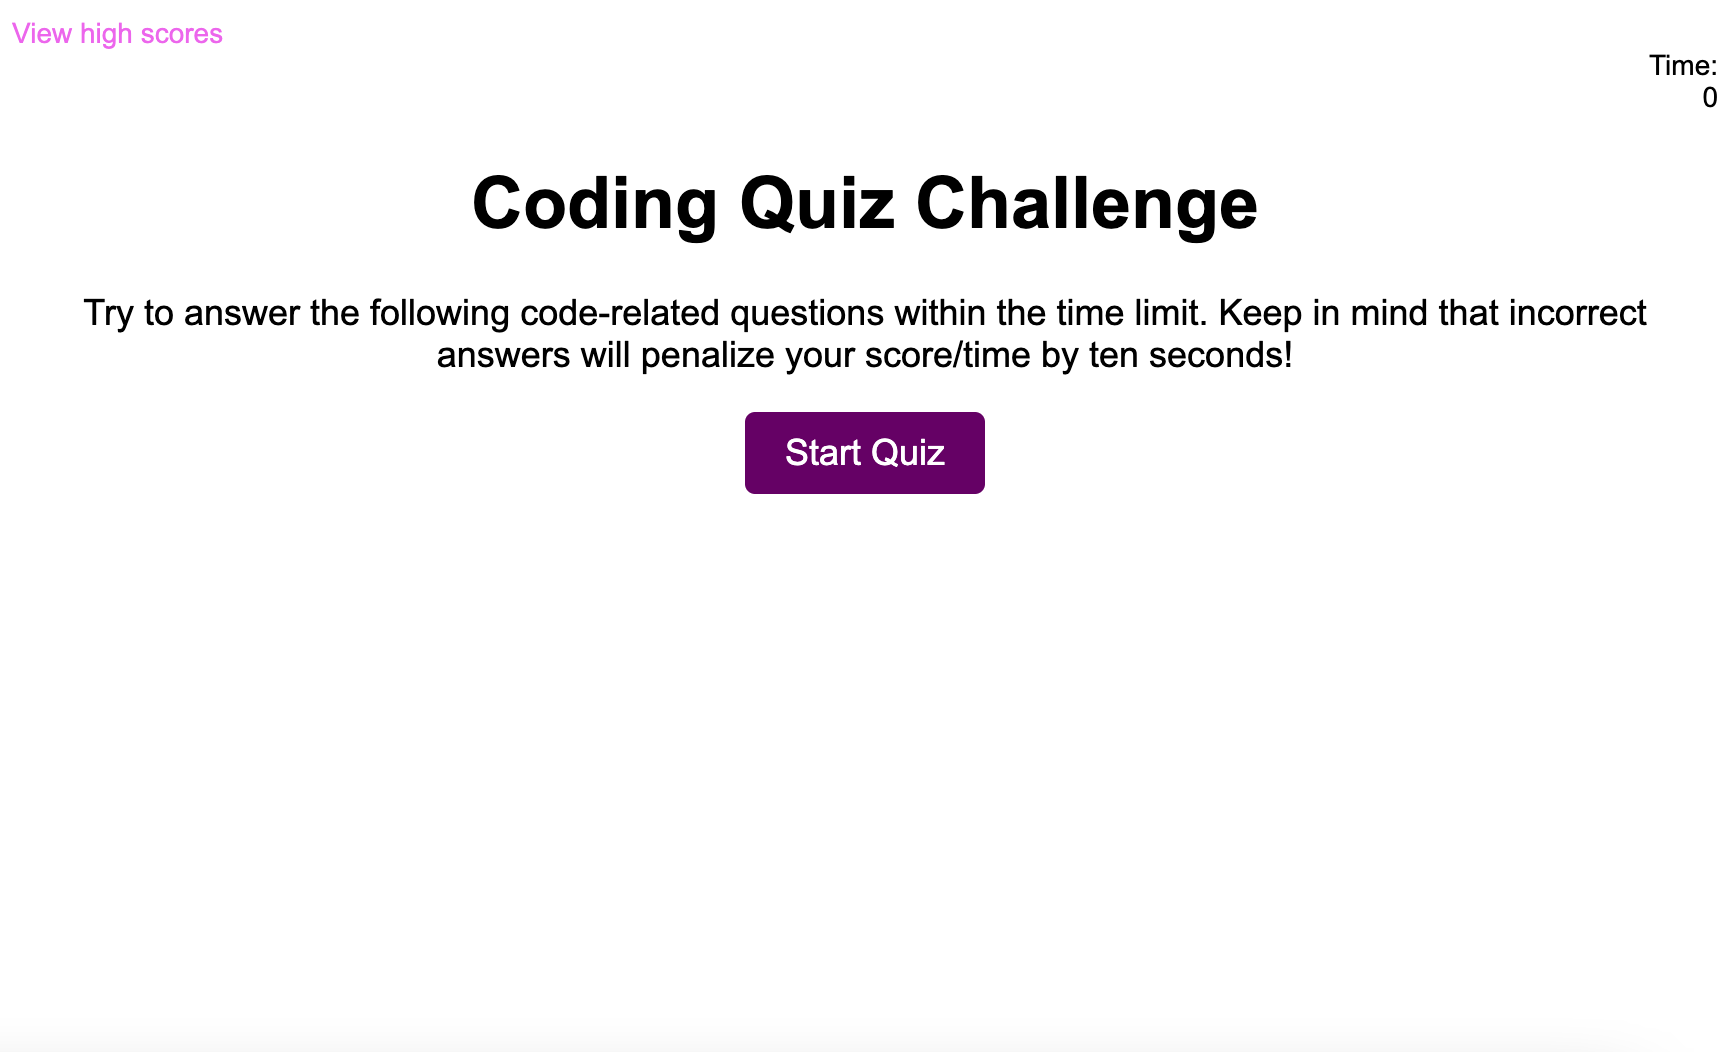 View high scores
Time:
0
Coding Quiz Challenge
Try to answer the following code-related questions within the time limit. Keep in mind that incorrect
answers will penalize your score/time by ten seconds!
Start Quiz